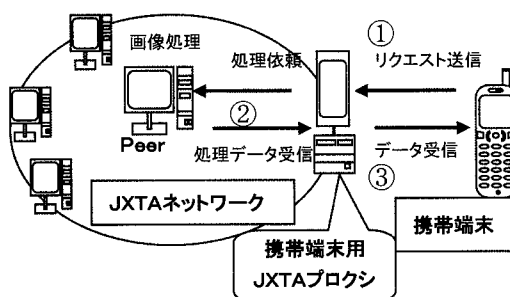 ①
画像処理
処理依頼
リクエスト送信
Peer
②
処理データ受信
データ受信
③
JXTAネットワーク
携帯端末
携帯端末用
JXTAプロクシ